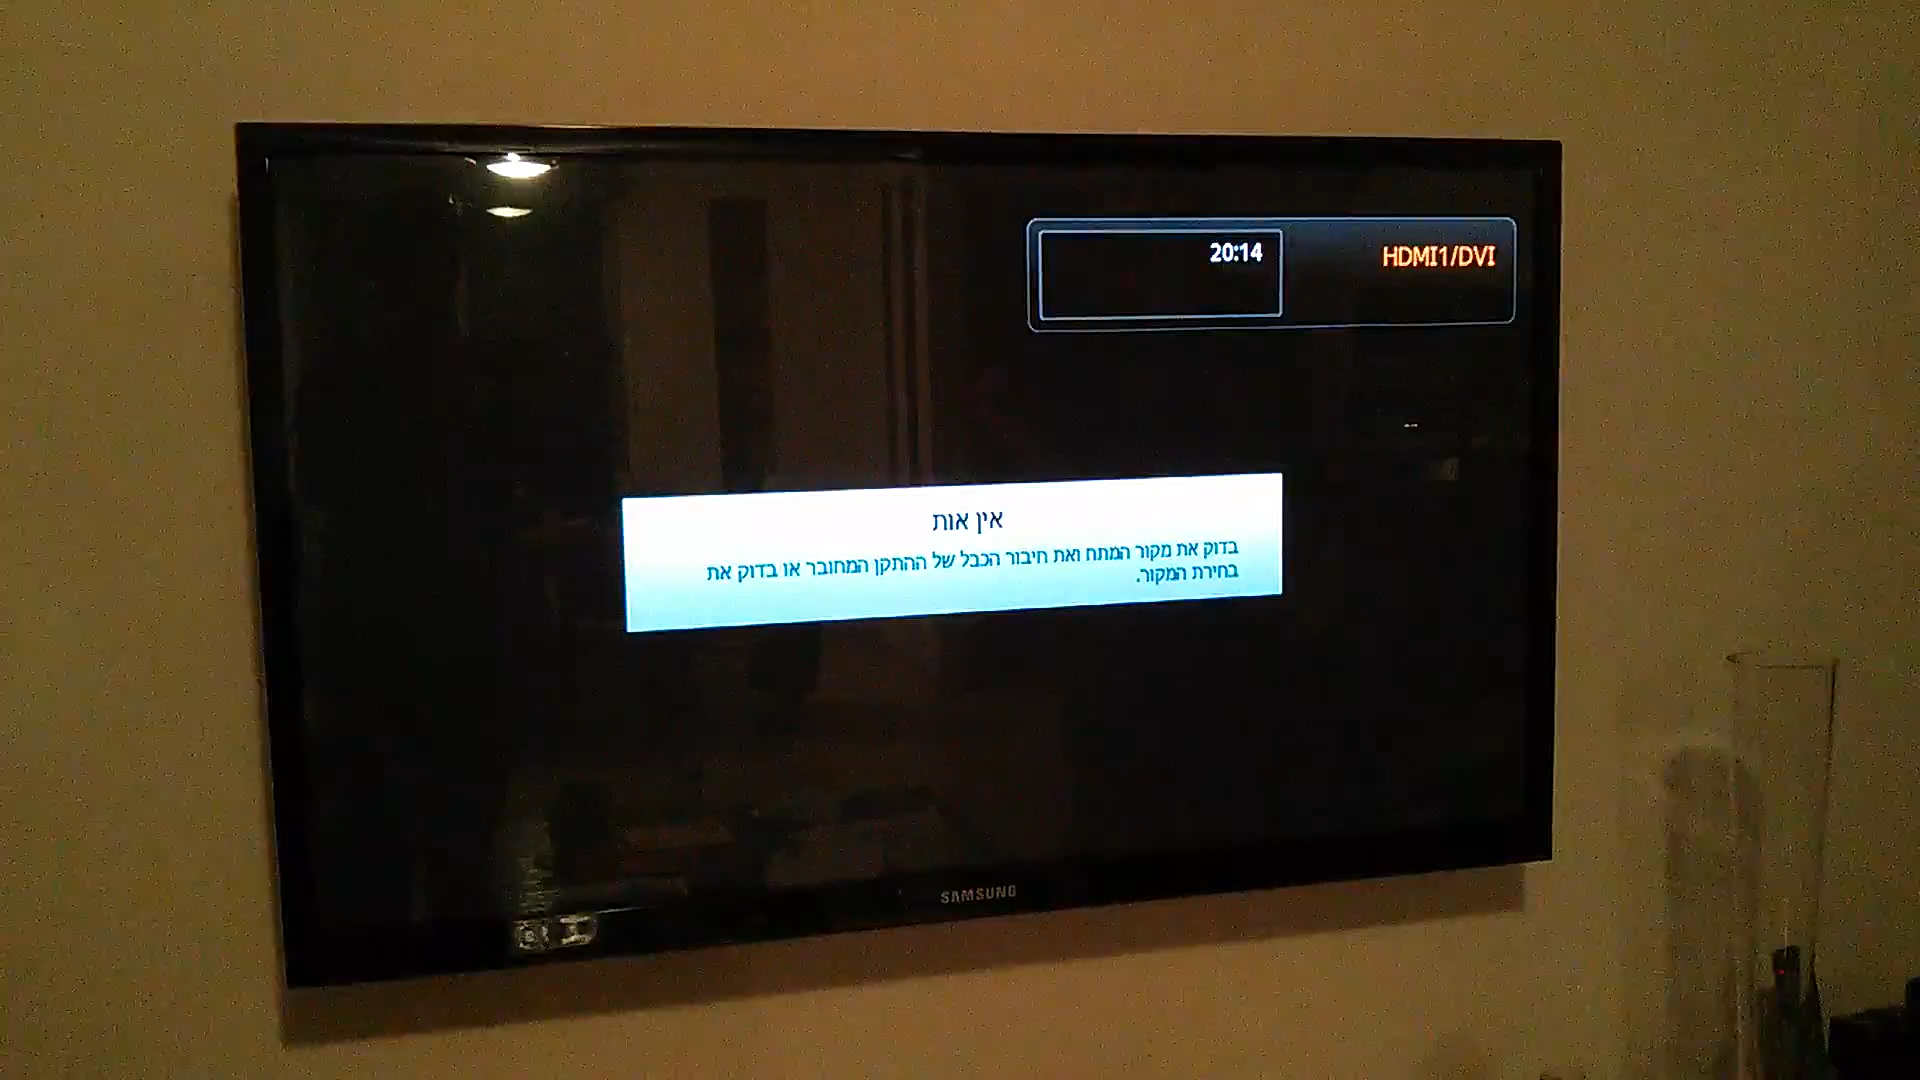 HDMI1/DVI
20:14
אין אות
בדוק את מקור המתח ואת חיבור הכבל של ההתקן המחובר או בדוק את
בחירת המקור.
SAMSUNG